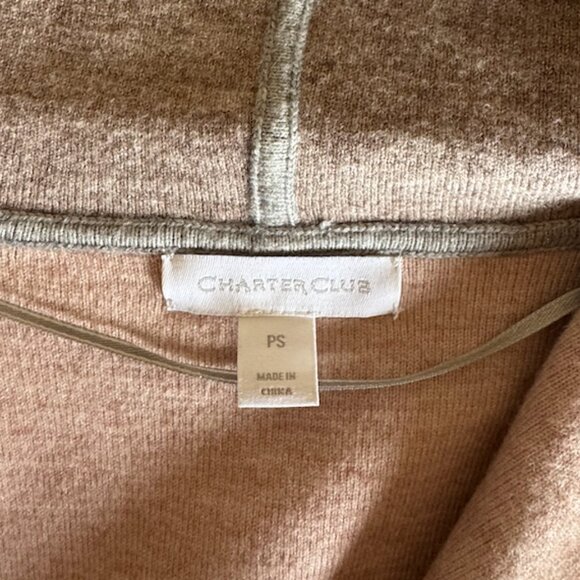 CHARTER CLUB
PS
MADE IN
CHINA